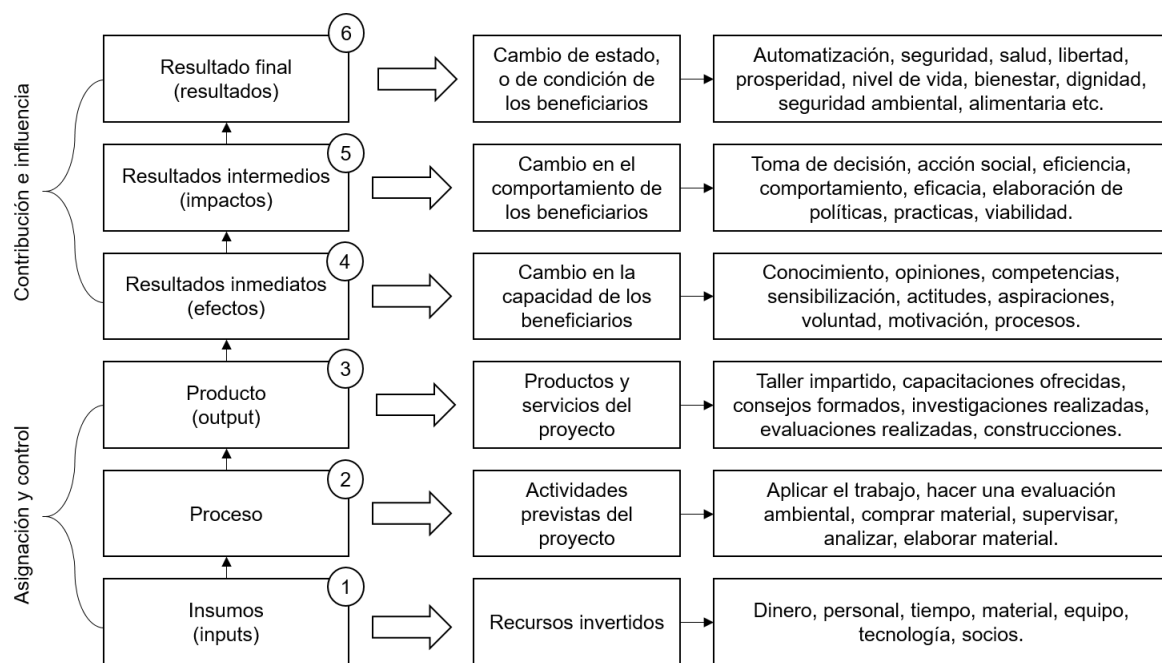 Contribución e influencia
Asignación y control
6
Resultado final
(resultados)
Cambio de estado,
o de condición de
los beneficiarios
Automatización, seguridad, salud, libertad,
prosperidad, nivel de vida, bienestar, dignidad,
seguridad ambiental, alimentaria etc.
5
Resultados intermedios
(impactos)
Cambio en el
comportamiento de
los beneficiarios
Toma de decisión, acción social, eficiencia,
comportamiento, eficacia, elaboración de
políticas, practicas, viabilidad.
4
Resultados inmediatos
(efectos)
Cambio en la
capacidad de los
beneficiarios
Conocimiento, opiniones, competencias,
sensibilización, actitudes, aspiraciones,
voluntad, motivación, procesos.
3
Producto
(output)
Productos y
servicios del
proyecto
Taller impartido, capacitaciones ofrecidas,
consejos formados, investigaciones realizadas,
evaluaciones realizadas, construcciones.
2
Proceso
Actividades
previstas del
proyecto
Aplicar el trabajo, hacer una evaluación
ambiental, comprar material, supervisar,
analizar, elaborar material.
1
Insumos
(inputs)
Recursos invertidos
Dinero, personal, tiempo, material, equipo,
tecnología, socios.